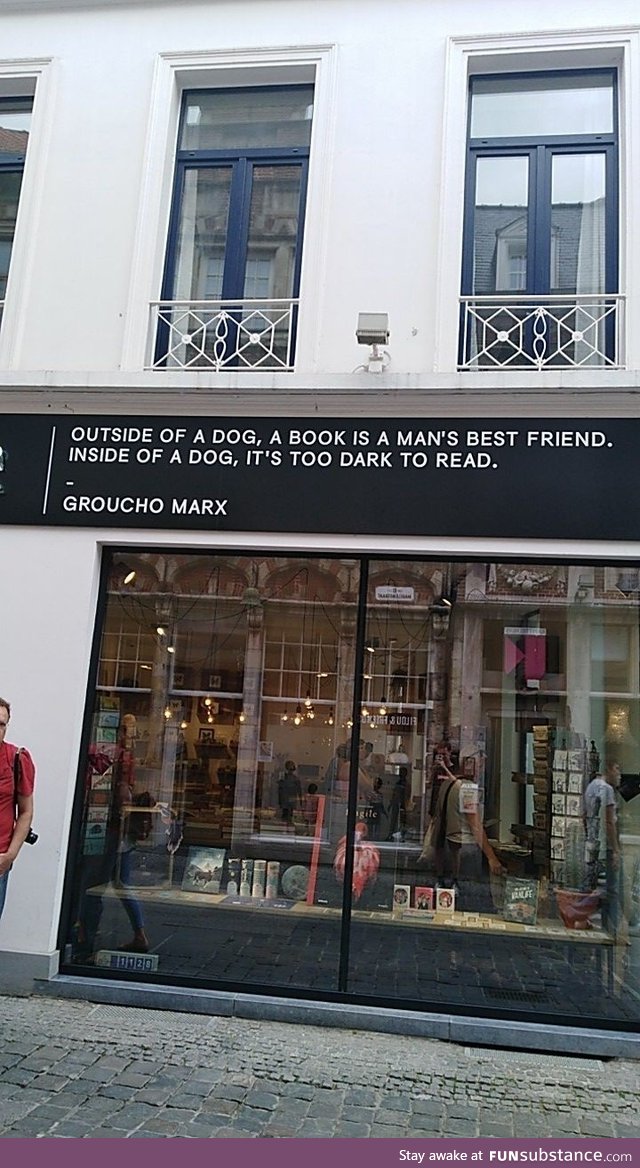 OUTSIDE OF A DOG, A BOOK IS A MAN'S BEST FRIEND.
INSIDE OF A DOG, IT'S TOO DARK TO READ.
-
GROUCHO MARX
1128
Stay awake at FUNsubstance.com